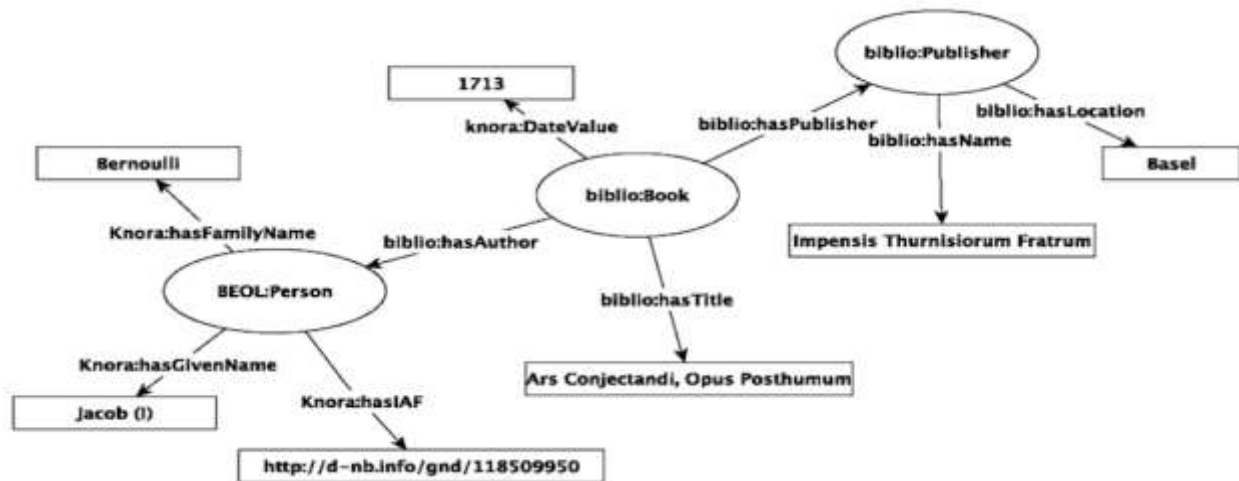 biblio:Publisher
1713
knora:DateValue
biblio:hasPublisher
biblio:hasLocation
biblio:hasName
Bernoulli
Basel
biblio:Book
Knora:hasFamilyName
biblio:hasAuthor
Impensis Thurnisiorum Fratrum
BEOL:Person
biblio:hasTitle
Knora:hasGivenName
Ars Conjectandi, Opus Posthumum
Knora:hasIAF
Jacob (I)
http://d-nb.info/gnd/118509950